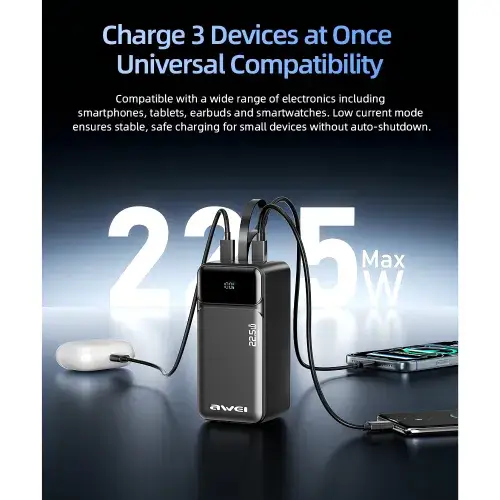 Charge 3 Devices at Once
Universal Compatibility
Compatible with a wide range of electronics including
smartphones, tablets, earbuds and smartwatches. Low current mode
ensures stable, safe charging for small devices without auto-shutdown.
22.5
Max
W
22.5W
awei